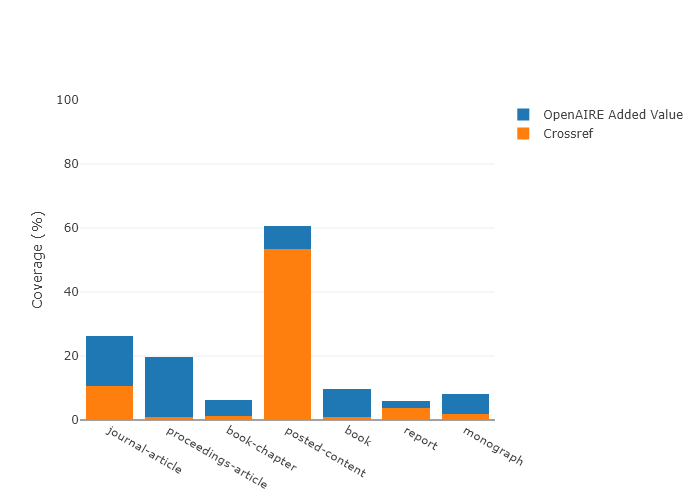 100
80
60
40
20
0
Coverage (%)
OpenAIRE Added Value
Crossref
journal-article
proceedings-article
book-chapter
posted-content
book
report
monograph